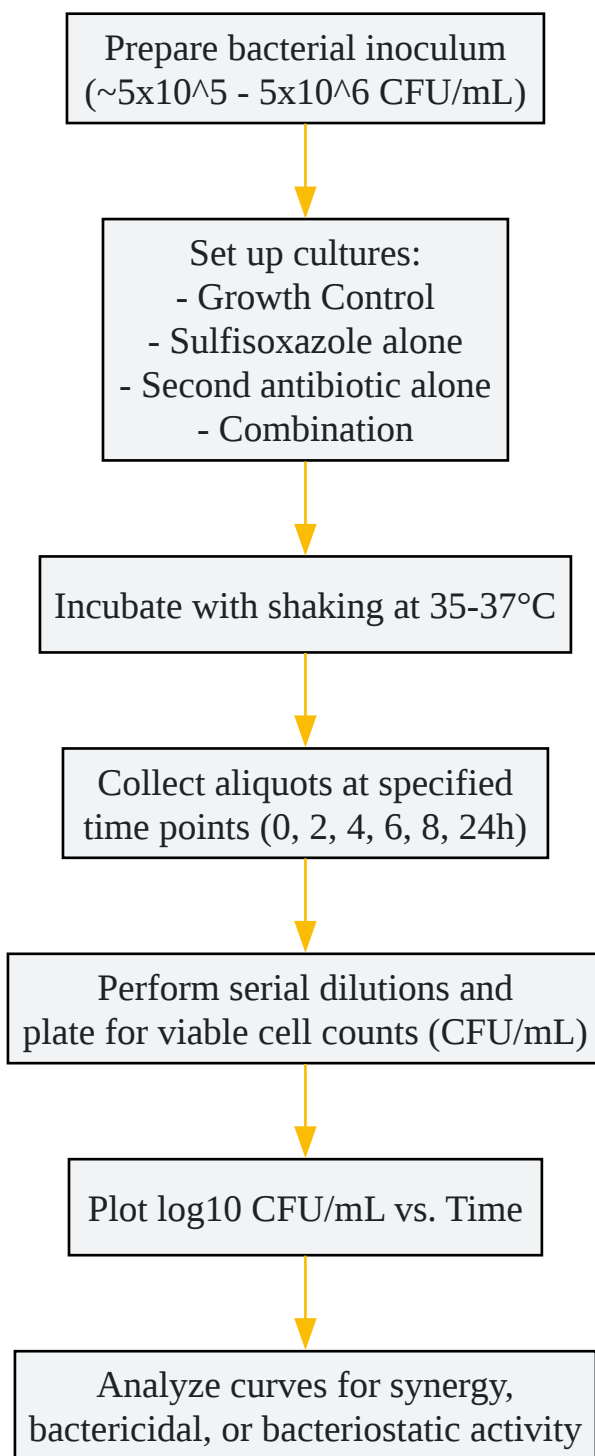 Prepare bacterial inoculum
(~5x10^5 - 5x10^6 CFU/mL)
Set up cultures:
- Growth Control
- Sulfisoxazole alone
- Second antibiotic alone
- Combination
Incubate with shaking at 35-37°C
Collect aliquots at specified
time points (0, 2, 4, 6, 8, 24h)
Perform serial dilutions and
plate for viable cell counts (CFU/mL)
Plot log10 CFU/mL vs. Time
Analyze curves for synergy,
bactericidal, or bacteriostatic activity